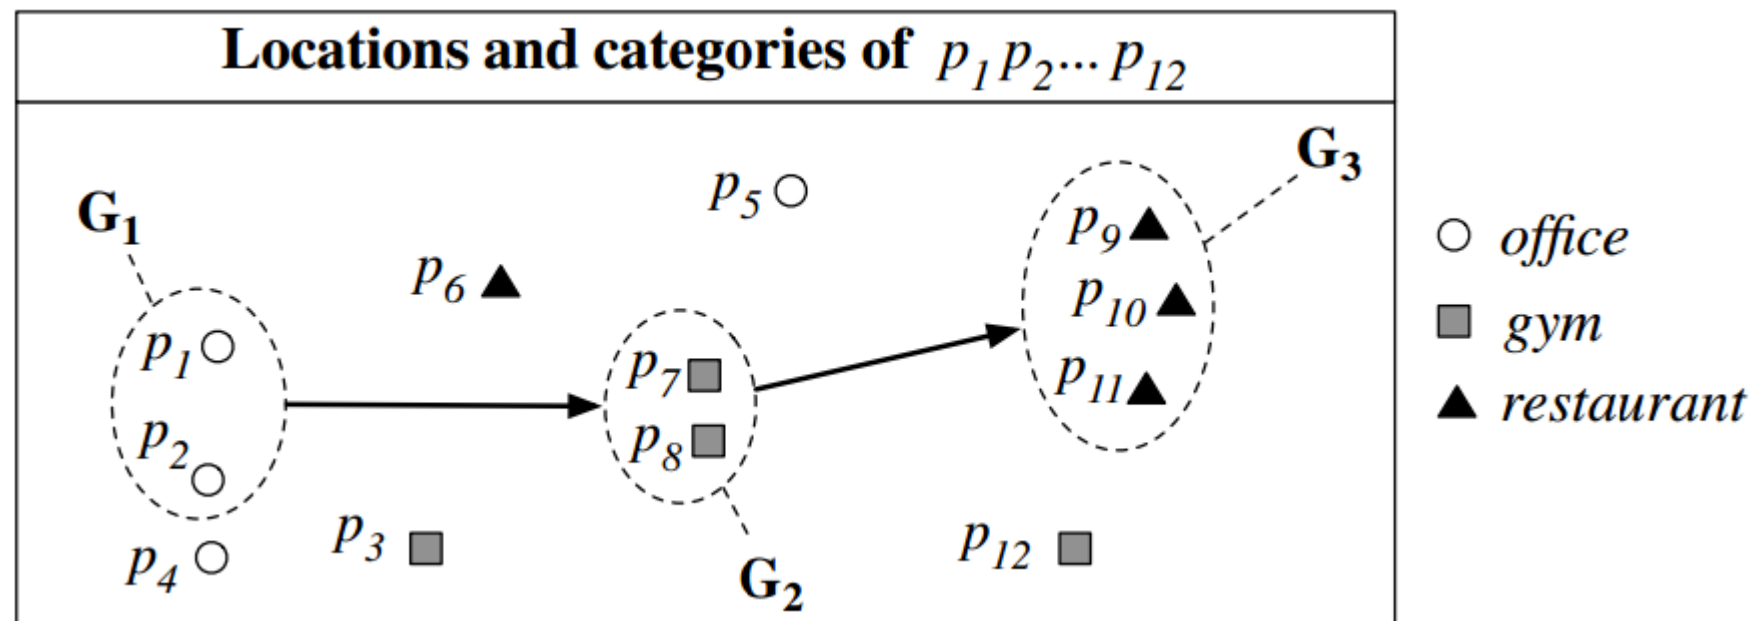 Locations and categories of p1 p2... p12
G3
p5
G1
p9
office
p6
p10
p1
p7
gym
p11
p2
p8
restaurant
p3
p12
p4
G2